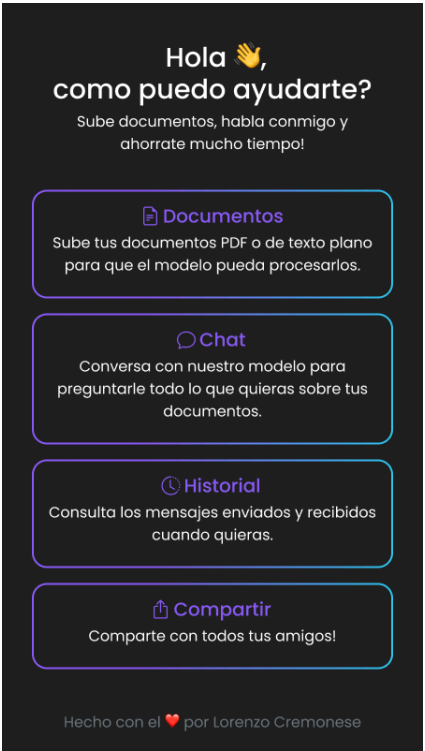 Hola 👋,
como puedo ayudarte?
Sube documentos, habla conmigo y
ahorrate mucho tiempo!
Documentos
Sube tus documentos PDF o de texto plano
para que el modelo pueda procesarlos.
Chat
Conversa con nuestro modelo para
preguntarle todo lo que quieras sobre tus
documentos.
Historial
Consulta los mensajes enviados y recibidos
cuando quieras.
Compartir
Comparte con todos tus amigos!
Hecho con el ❤️ por Lorenzo Cremonese